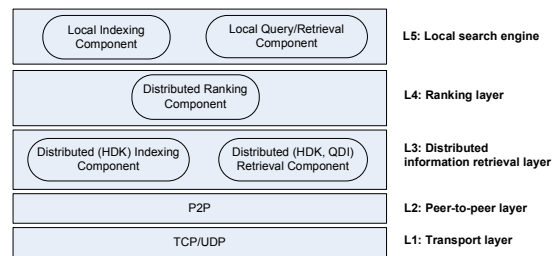 Local Indexing
Component
Local Query/Retrieval
Component
L5: Local search engine
Distributed Ranking
Component
L4: Ranking layer
Distributed (HDK) Indexing
Component
Distributed (HDK, QDI)
Retrieval Component
L3: Distributed
information retrieval layer
P2P
L2: Peer-to-peer layer
TCP/UDP
L1: Transport layer